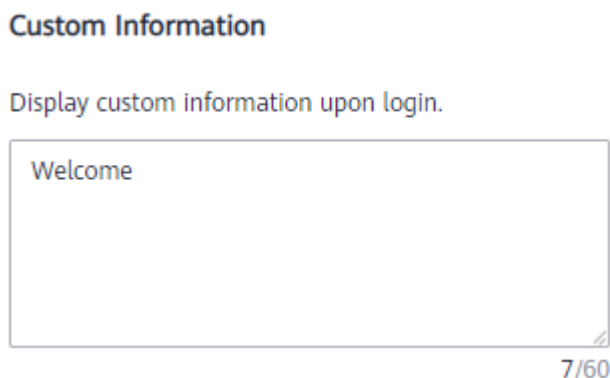 Custom Information
Display custom information upon login.
Welcome
7/60